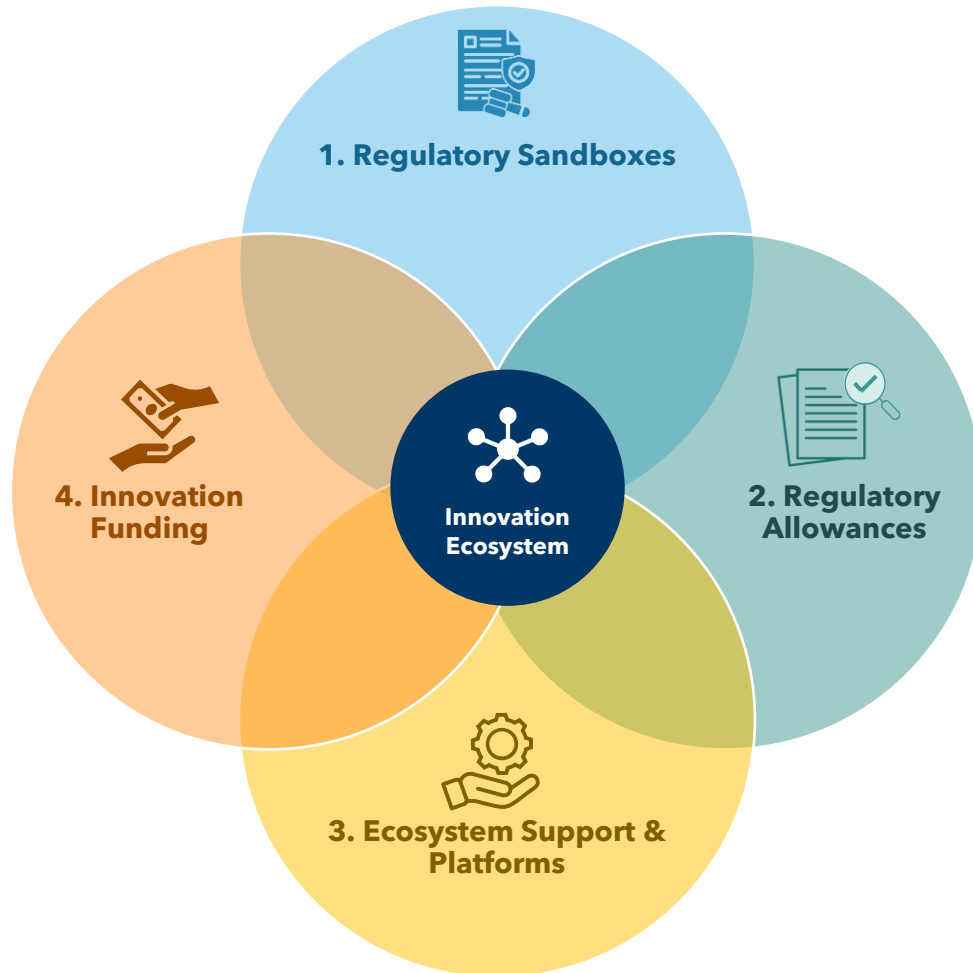 1. Regulatory Sandboxes
4. Innovation
Funding
Innovation
Ecosystem
2. Regulatory
Allowances
3. Ecosystem Support &
Platforms